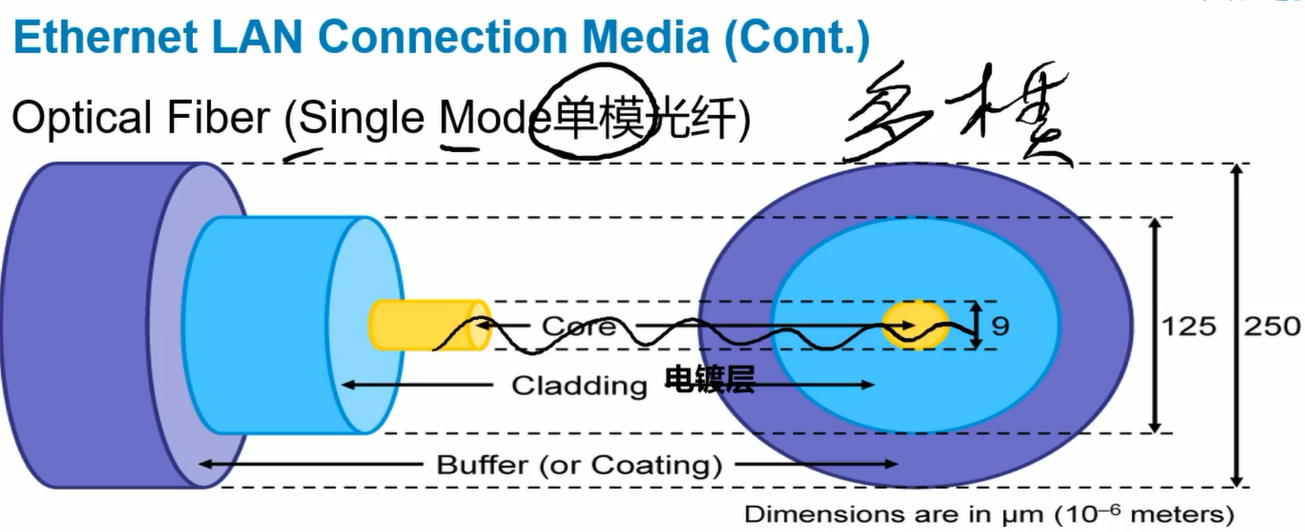 Ethernet LAN Connection Media (Cont.)
Optical Fiber (Single Mode单模光纤) 多模
Core 9 125 250
Cladding 电镀层
Buffer (or Coating)
Dimensions are in μm (10⁻⁶ meters)